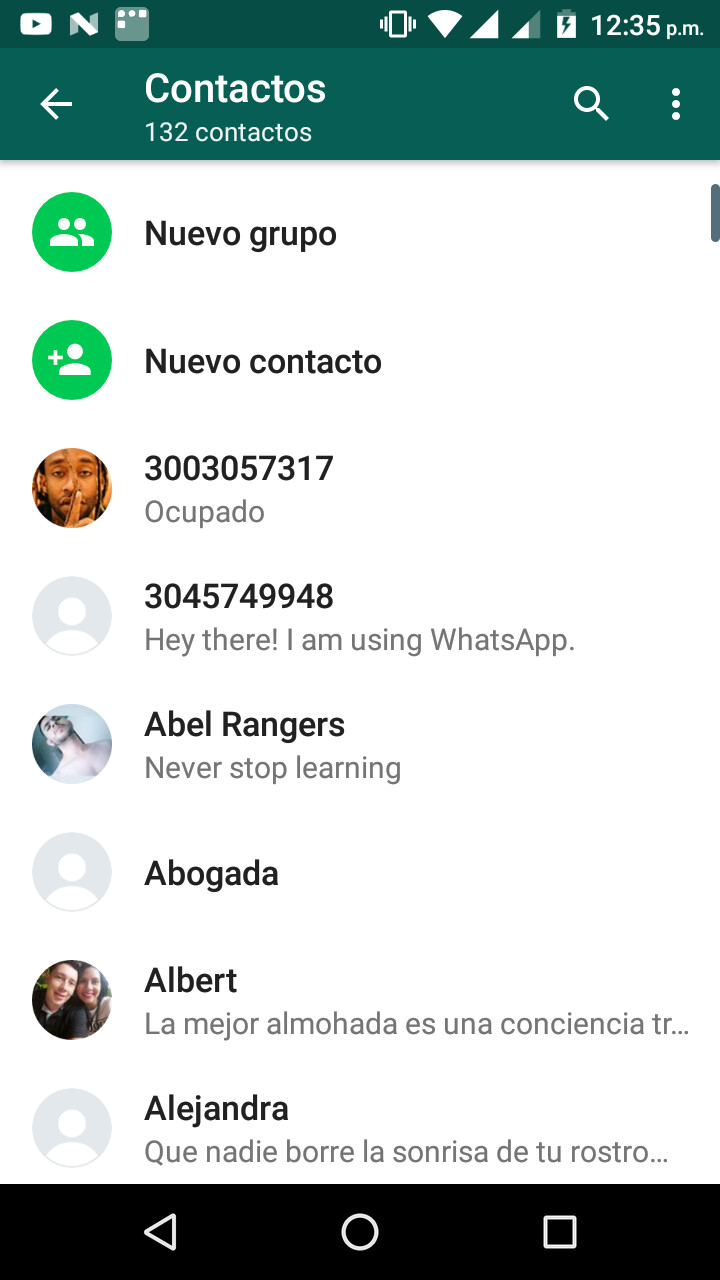 12:35 p.m.
Contactos
132 contactos
Nuevo grupo
Nuevo contacto
3003057317
Ocupado
3045749948
Hey there! I am using WhatsApp.
Abel Rangers
Never stop learning
Abogada
Albert
La mejor almohada es una conciencia tr...
Alejandra
Que nadie borre la sonrisa de tu rostro...